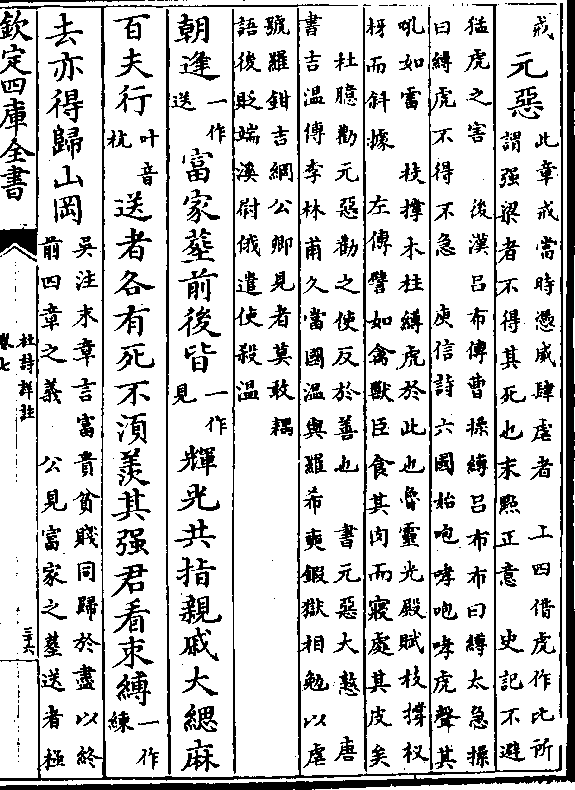 戒元惡
此章戒當時憑威肆虐者 上四借虎作比所
謂强梁者不得其死也末點正意 史記不避
猛虎之害 後漢吕布傳曹操縛吕布布曰縛太急操
曰縛虎不得不急 庾信詩六國始咆哮咆哮虎聲其
吼如雷 枝撑木柱縛虎於此也魯靈光殿賦枝撑杈
枒而斜據 左傳譬如禽獸臣食其肉而寢處其皮矣
杜臆勸元惡勸之使反於善也 書元惡大憝 唐
書吉温傳李林甫久當國温與羅希奭鍜獄相勉以虐
號羅鉗吉網公卿見者莫敢耦
語後貶端溪尉俄遣使殺温
朝逢一作送富家塟前後皆一作見輝光共指親戚大緦麻
百夫行叶音杭送者各有死不湏羨其强君看束縛一作練
去亦得歸山岡
吳注末章言富貴貧賤同歸於盡以終
前四章之義 公見富家之塟送者極
欽定四庫全書
杜詩詳註
卷七
三十六